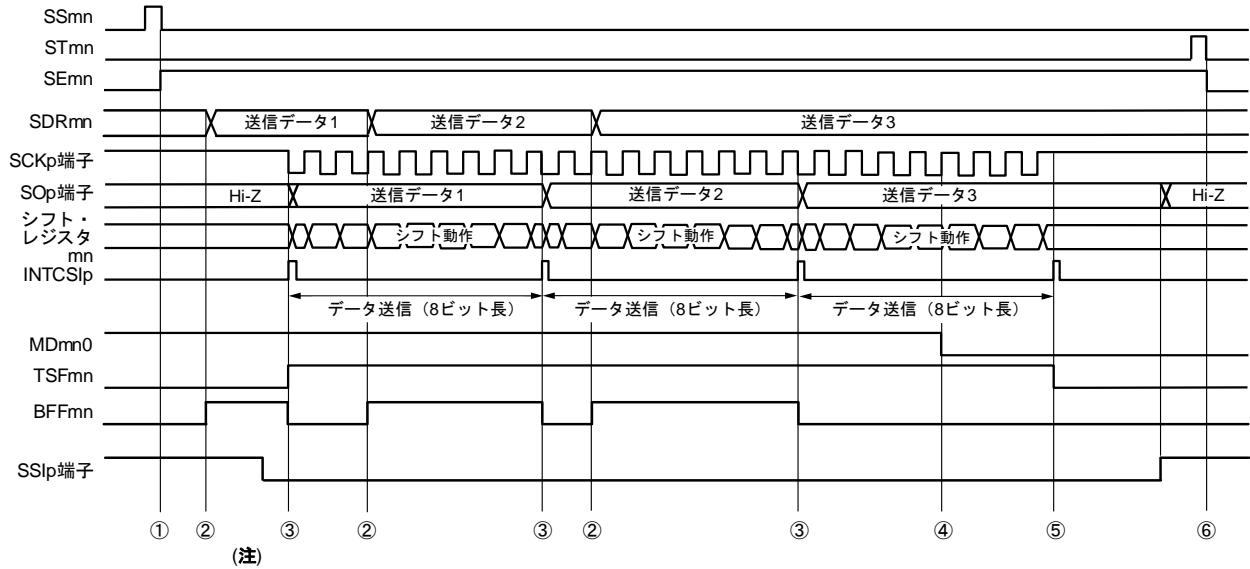 SSmn
STmn
SEmn
SDRmn 送信データ1 送信データ2 送信データ3
SCKp端子
SOp端子 Hi-Z 送信データ1 送信データ2 送信データ3 Hi-Z
シフト・
レジスタ シフト動作 シフト動作 シフト動作
mn
INTCSIp
データ送信（8ビット長） データ送信（8ビット長） データ送信（8ビット長）
MDmn0
TSFmn
BFFmn
SSIp端子
① ② ③ ② ③ ② ③ ④ ⑤ ⑥
(注)